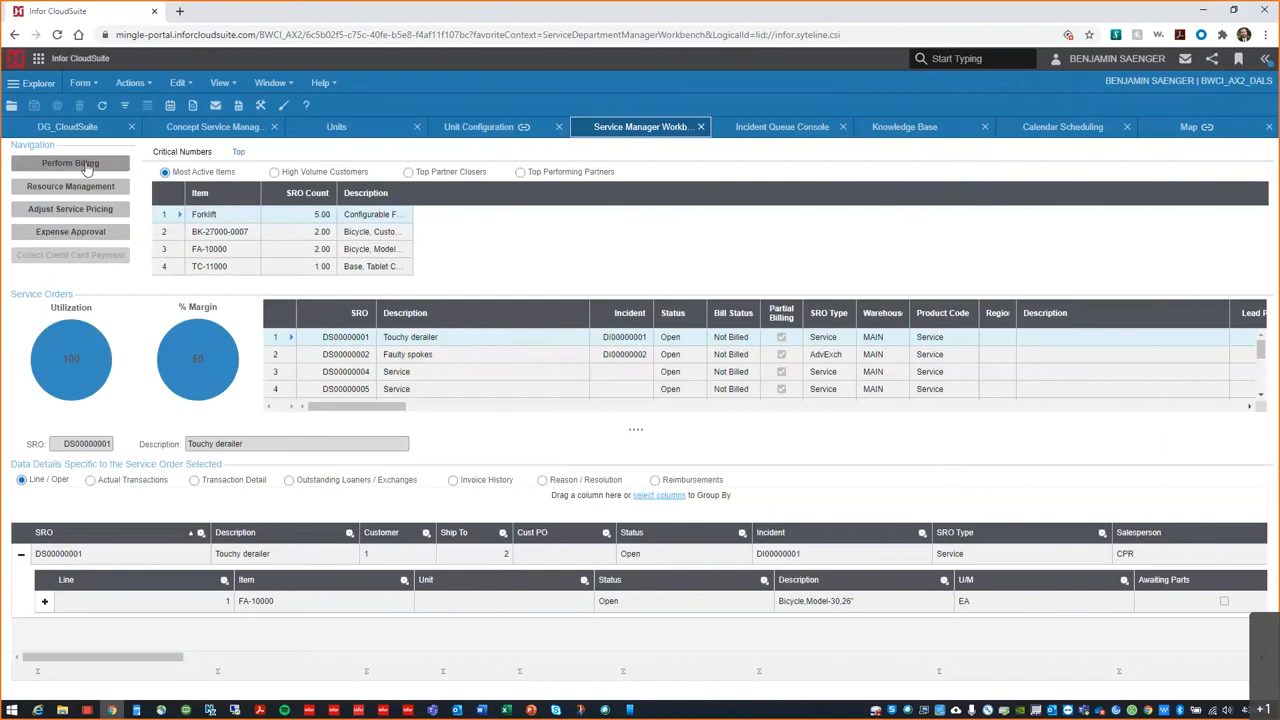 Infor CloudSuite
mingle-portal.inforcloudsuite.com/BWCI_AX2/c02b5f52-c75c-40fe-b5e8-f4af11f107bc?favoriteContext=ServiceDepartmentManagerWorkbench&LogicalId=lid://infor.syteline.csi
Infor CloudSuite
Start Typing
BENJAMIN SAENGER
Explorer Form Actions Edit View Window Help
BENJAMIN SAENGER | BWCI_AX2_DALS
DG_CloudSuite Concept Service Manag... Units Unit Configuration Service Manager Workb... Incident Queue Console Knowledge Base Calendar Scheduling Map
Navigation
Perform Billing
Resource Management
Adjust Service Pricing
Expense Approval
Collect Credit Card Payment
Critical Numbers Top
Most Active Items High Volume Customers Top Partner Closers Top Performing Partners
Item SRO Count Description
1 Forklift 5.00 Configurable F...
2 BK-27000-0007 2.00 Bicycle, Custo...
3 FA-10000 2.00 Bicycle, Model...
4 TC-11000 1.00 Base, Tablet C...
Service Orders
Utilization
100
% Margin
50
SRO Description Incident Status Bill Status Partial Billing SRO Type Warehous Product Code Regio Description Lead P
1 DS00000001 Touchy derailer DI00000001 Open Not Billed Service MAIN Service
2 DS00000002 Faulty spokes DI00000002 Open Not Billed AdvExch MAIN Service
3 DS00000004 Service Open Not Billed Service MAIN Service
4 DS00000005 Service Open Not Billed Service MAIN Service
SRO: DS00000001 Description: Touchy derailer
Data Details Specific to the Service Order Selected
Line / Oper Actual Transactions Transaction Detail Outstanding Loaners / Exchanges Invoice History Reason / Resolution Reimbursements
Drag a column here or select columns to Group By
SRO Description Customer Ship To Cust PO Status Incident SRO Type Salesperson
DS00000001 Touchy derailer 1 2 Open DI00000001 Service CPR
Line Item Unit Status Description U/M Awaiting Parts
1 FA-10000 Open Bicycle,Model-30,26" EA
+1